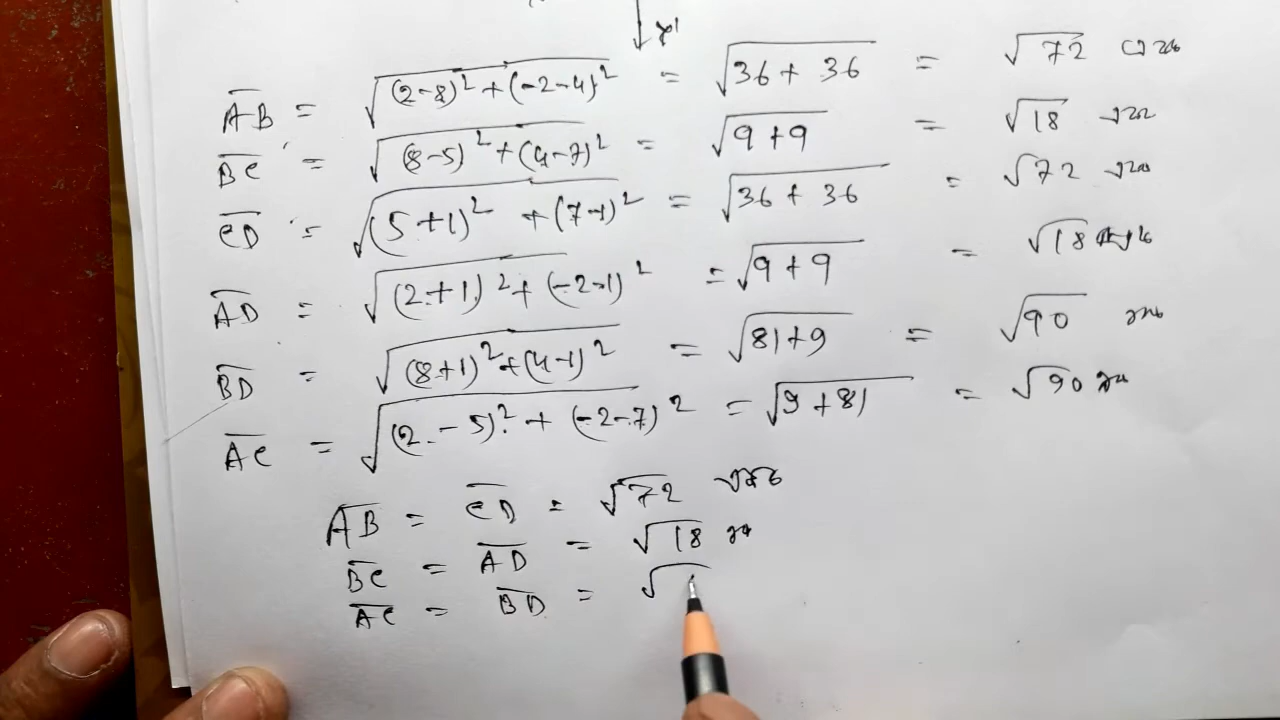 y'
AB = √(2-8)² + (-2-4)² = √36 + 36 = √72
BC = √(8-5)² + (4-7)² = √9 + 9 = √18
CD = √(5+1)² + (7-1)² = √36 + 36 = √72
AD = √(2+1)² + (-2-1)² = √9 + 9 = √18
BD = √(8+1)² + (4-1)² = √81 + 9 = √90
AC = √(2-5)² + (-2-7)² = √9 + 81 = √90
AB = CD = √72
BC = AD = √18
AC = BD = √